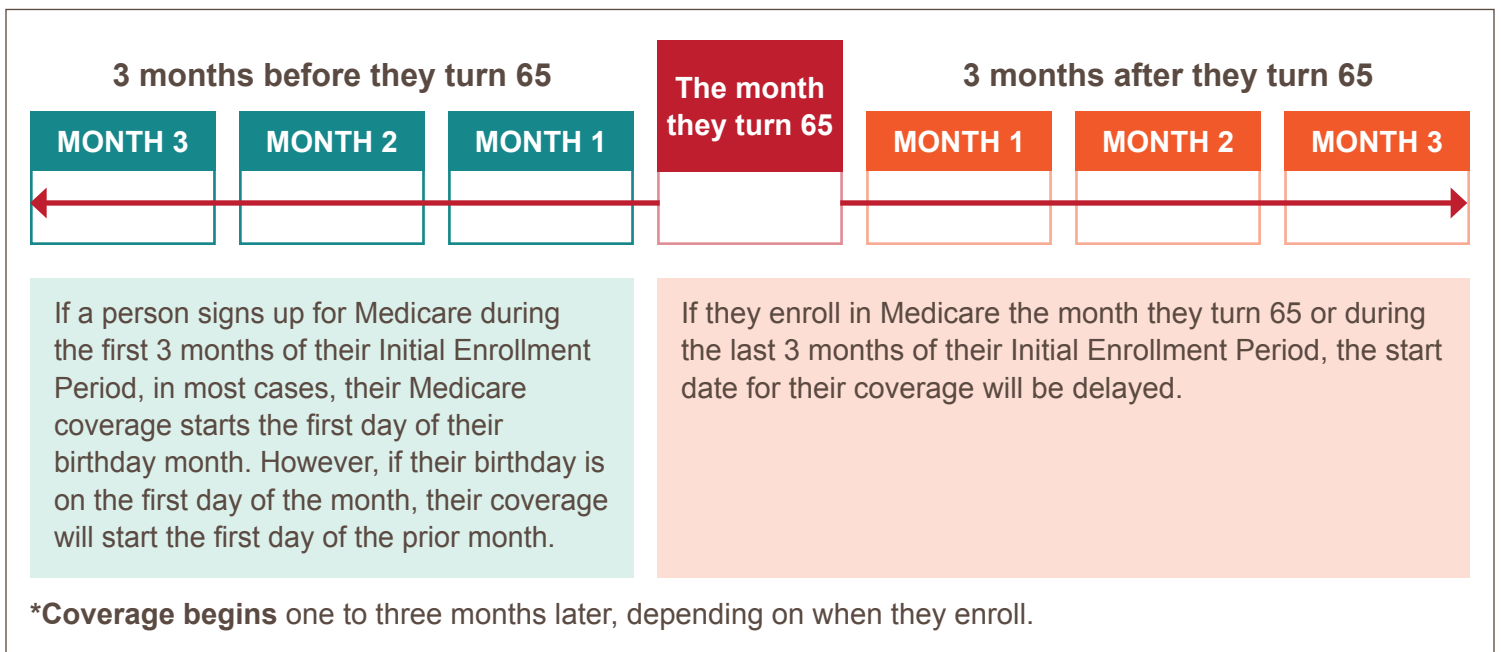 3 months before they turn 65
The month
they turn 65
3 months after they turn 65
MONTH 3
MONTH 2
MONTH 1
MONTH 1
MONTH 2
MONTH 3
If a person signs up for Medicare during
the first 3 months of their Initial Enrollment
Period, in most cases, their Medicare
coverage starts the first day of their
birthday month. However, if their birthday is
on the first day of the month, their coverage
will start the first day of the prior month.
If they enroll in Medicare the month they turn 65 or during
the last 3 months of their Initial Enrollment Period, the start
date for their coverage will be delayed.
*Coverage begins one to three months later, depending on when they enroll.